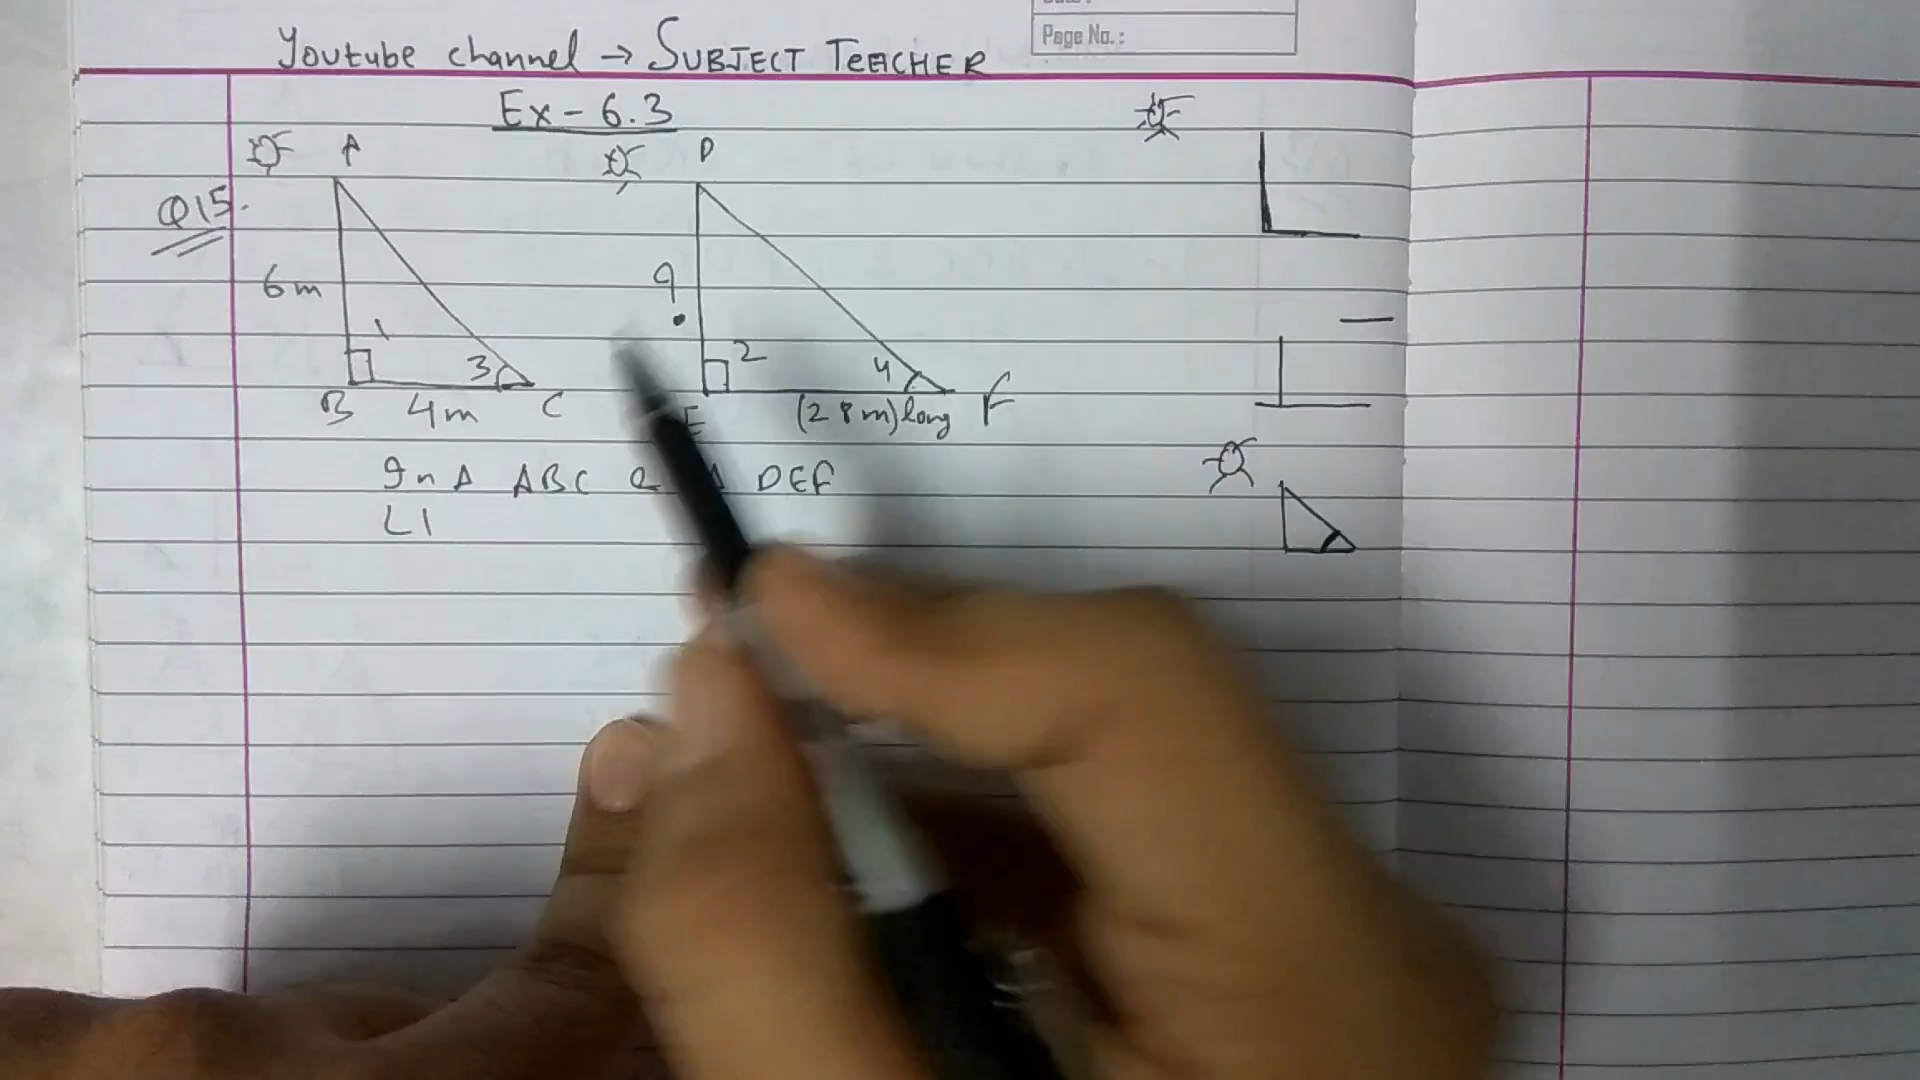 Youtube channel → SUBJECT TEACHER
Page No.:
Ex - 6.3
A
D
Q15.
6m
1
3
B
4m
C
?
2
4
E
(28m) long
F
In Δ ABC & Δ DEF
∠1